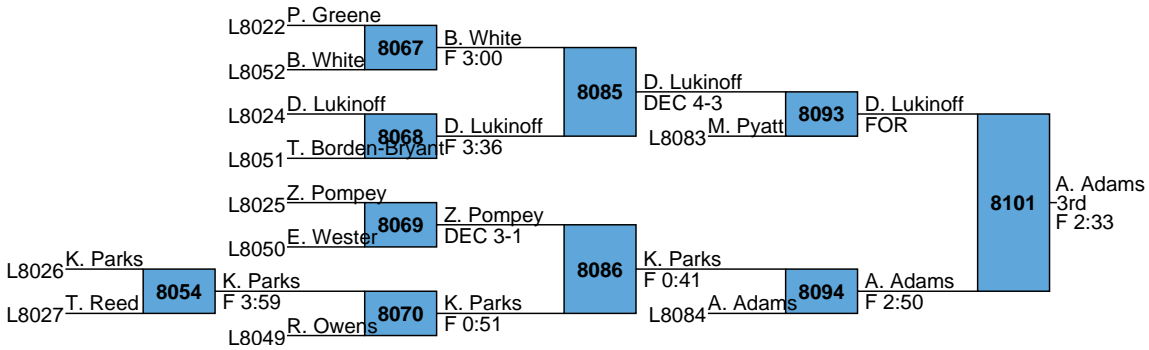 P. Greene
L8022
8067
B. White
F 3:00
B. White
L8052
8085
D. Lukinoff
DEC 4-3
D. Lukinoff
L8024
8068
D. Lukinoff
F 3:36
T. Borden-Bryant
L8051
M. Pyatt
L8083
8093
D. Lukinoff
FOR
Z. Pompey
L8025
8069
Z. Pompey
DEC 3-1
E. Wester
L8050
8101
A. Adams
3rd
F 2:33
K. Parks
L8026
8054
K. Parks
F 3:59
T. Reed
L8027
8086
K. Parks
F 0:41
8070
K. Parks
F 0:51
R. Owens
L8049
A. Adams
L8084
8094
A. Adams
F 2:50